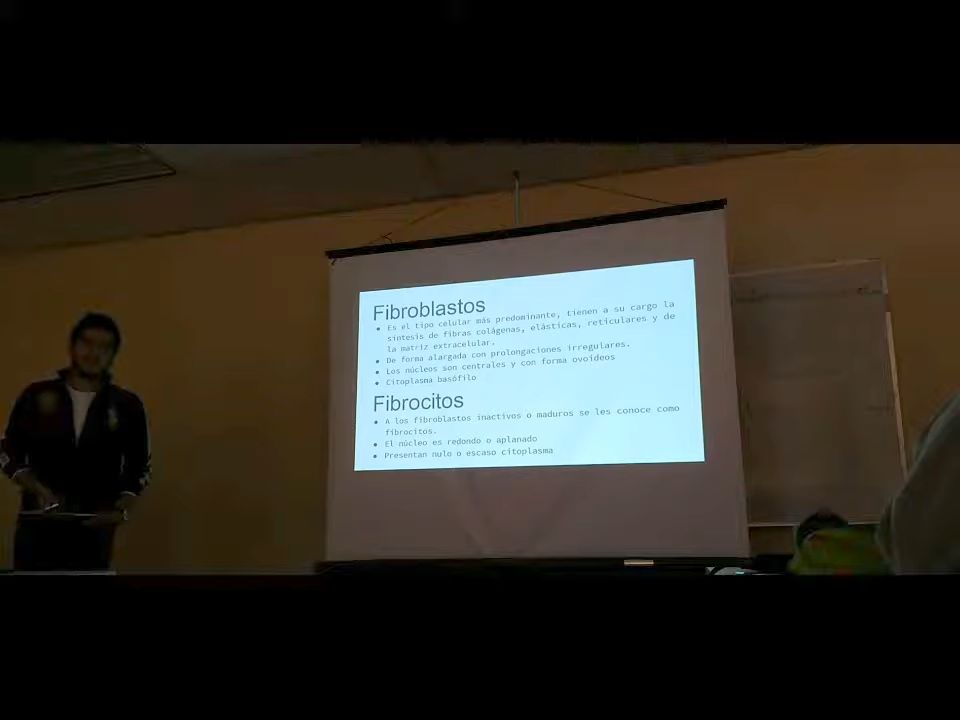 Fibroblastos
● Es el tipo celular más predominante, tienen a su cargo la
síntesis de fibras colágenas, elásticas, reticulares y de
la matriz extracelular.
● De forma alargada con prolongaciones irregulares.
● Los núcleos son centrales y con forma ovoideos
● Citoplasma basófilo
Fibrocitos
● A los fibroblastos inactivos o maduros se les conoce como
fibrocitos.
● El núcleo es redondo o aplanado
● Presentan nulo o escaso citoplasma